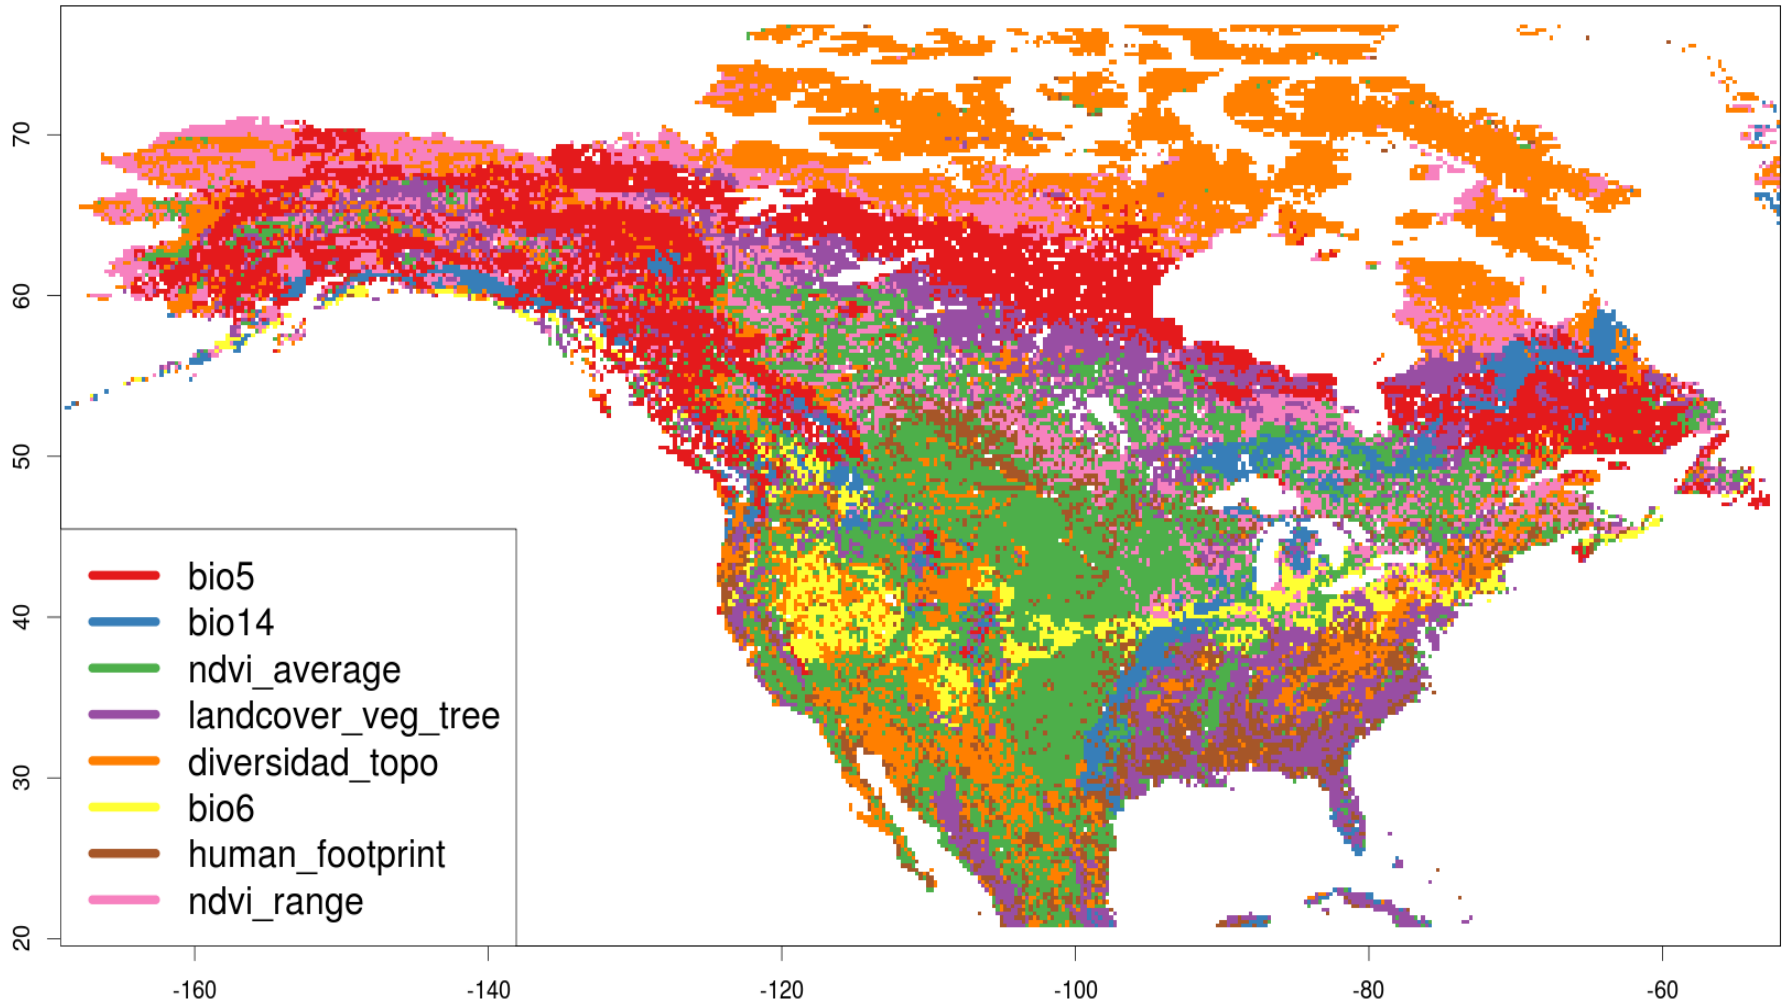 70
60
50
40
30
20
bio5
bio14
ndvi_average
landcover_veg_tree
diversidad_topo
bio6
human_footprint
ndvi_range
-160 -140 -120 -100 -80 -60